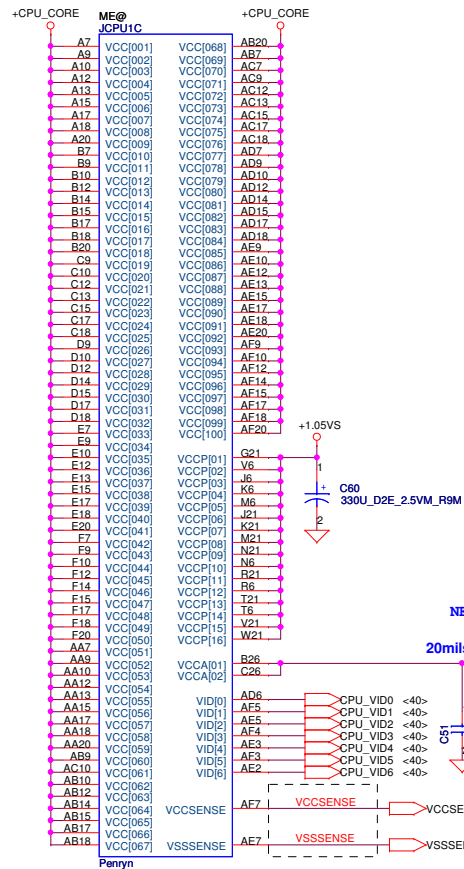 +CPU_CORE ME@ +CPU_CORE
JCPU1C
A7 VCC[001] VCC[068] AB20
A9 VCC[002] VCC[069] AB7
A10 VCC[003] VCC[070] AC7
A12 VCC[004] VCC[071] AC9
A13 VCC[005] VCC[072] AC12
A15 VCC[006] VCC[073] AC13
A17 VCC[007] VCC[074] AC15
A18 VCC[008] VCC[075] AC17
A20 VCC[009] VCC[076] AC18
B7 VCC[010] VCC[077] AD7
B9 VCC[011] VCC[078] AD9
B10 VCC[012] VCC[079] AD10
B12 VCC[013] VCC[080] AD12
B14 VCC[014] VCC[081] AD14
B15 VCC[015] VCC[082] AD15
B17 VCC[016] VCC[083] AD17
B18 VCC[017] VCC[084] AD18
B20 VCC[018] VCC[085] AE9
C9 VCC[019] VCC[086] AE10
C10 VCC[020] VCC[087] AE12
C12 VCC[021] VCC[088] AE13
C13 VCC[022] VCC[089] AE15
C15 VCC[023] VCC[090] AE17
C17 VCC[024] VCC[091] AE18
C18 VCC[025] VCC[092] AE20
D9 VCC[026] VCC[093] AF9
D10 VCC[027] VCC[094] AF10
D12 VCC[028] VCC[095] AF12
D14 VCC[029] VCC[096] AF14
D15 VCC[030] VCC[097] AF15
D17 VCC[031] VCC[098] AF17
D18 VCC[032] VCC[099] AF18
E7 VCC[033] VCC[100] AF20
+1.05VS
E9 VCC[034]
E10 VCC[035] VCCP[01] G21
E12 VCC[036] VCCP[02] V6 1
E13 VCC[037] VCCP[03] J6
E15 VCC[038] VCCP[04] K6 + C60
E17 VCC[039] VCCP[05] M6 330U_D2E_2.5VM_R9M
E18 VCC[040] VCCP[06] J21 2
E20 VCC[041] VCCP[07] K21
F7 VCC[042] VCCP[08] M21
F9 VCC[043] VCCP[09] N21
F10 VCC[044] VCCP[10] N6
F12 VCC[045] VCCP[11] R21
F14 VCC[046] VCCP[12] R6
F15 VCC[047] VCCP[13] T21
F17 VCC[048] VCCP[14] T6
F18 VCC[049] VCCP[15] V21
F20 VCC[050] VCCP[16] W21
AA7 VCC[051]
20mils
AA9 VCC[052] VCCA[01] B26
AA10 VCC[053] VCCA[02] C26
AA12 VCC[054]
AA13 VCC[055] VID[0] AD6 CPU_VID0 <40>
AA15 VCC[056] VID[1] AF5 CPU_VID1 <40>
AA17 VCC[057] VID[2] AE5 CPU_VID2 <40>
AA18 VCC[058] VID[3] AF4 CPU_VID3 <40>
AA20 VCC[059] VID[4] AE3 CPU_VID4 <40>
AB9 VCC[060] VID[5] AF3 CPU_VID5 <40>
AC10 VCC[061] VID[6] AE2 CPU_VID6 <40>
C51
AB10 VCC[062]
AB12 VCC[063]
AB14 VCC[064] VCCSENSE AF7 VCCSENSE VCCSE
AB15 VCC[065]
AB17 VCC[066]
AB18 VCC[067] VSSSENSE AE7 VSSSENSE VSSSE
Penryn